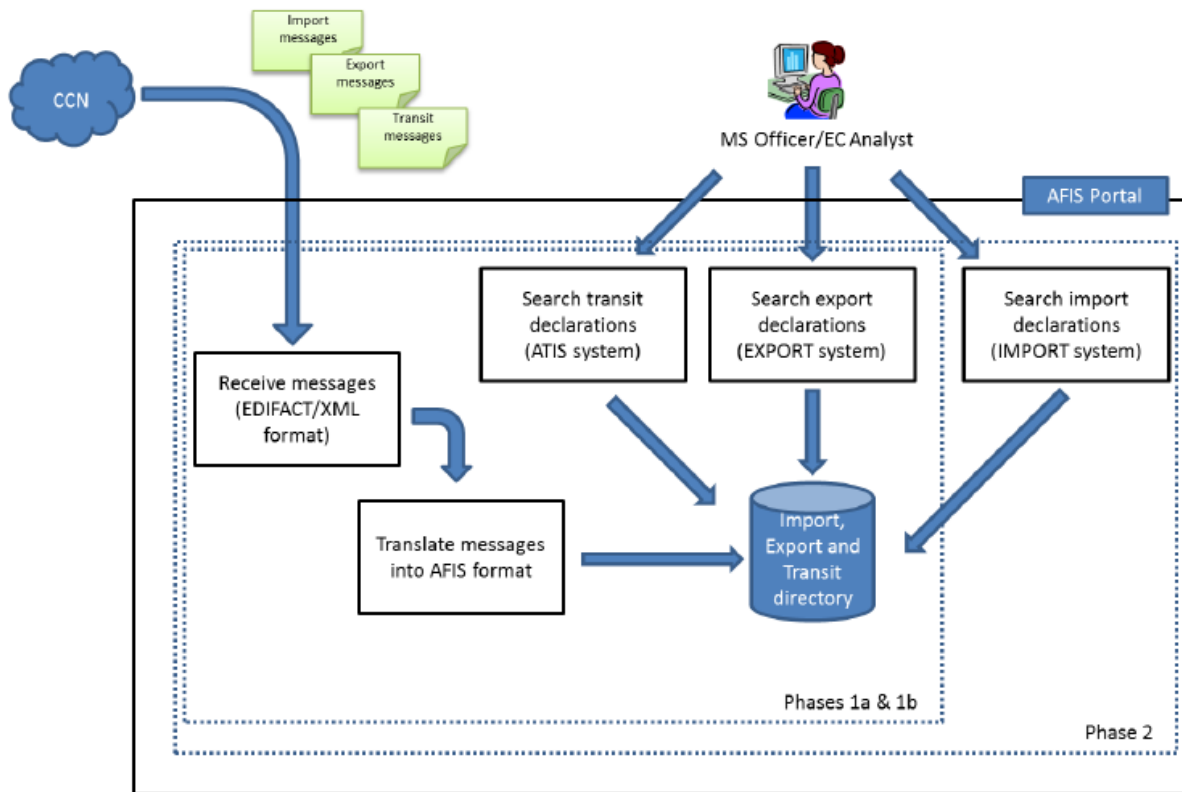 Import
messages
Export
messages
Transit
messages
CCN
MS Officer/EC Analyst
AFIS Portal
Search transit
declarations
(ATIS system)
Search export
declarations
(EXPORT system)
Search import
declarations
(IMPORT system)
Receive messages
(EDIFACT/XML
format)
Translate messages
into AFIS format
Import,
Export and
Transit
directory
Phases 1a & 1b
Phase 2